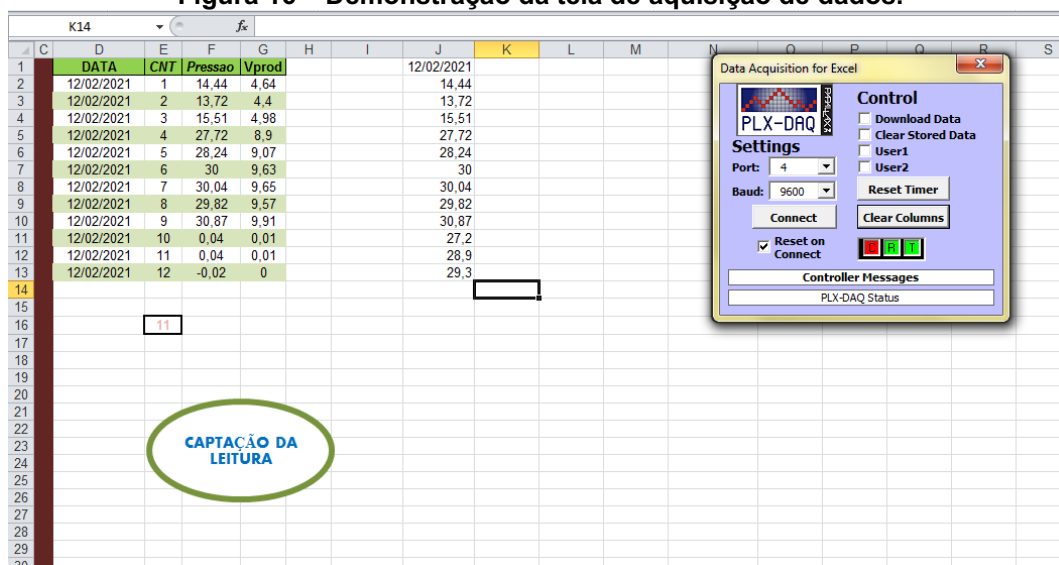 Figura 10 – Demonstração da tela de aquisição de dados.
K14 fx
C D E F G H I J K L M N O P Q R S
1 DATA CNT Pressao Vprod 12/02/2021
2 12/02/2021 1 14,44 4,64 14,44
3 12/02/2021 2 13,72 4,4 13,72
4 12/02/2021 3 15,51 4,98 15,51
5 12/02/2021 4 27,72 8,9 27,72
6 12/02/2021 5 28,24 9,07 28,24
7 12/02/2021 6 30 9,63 30
8 12/02/2021 7 30,04 9,65 30,04
9 12/02/2021 8 29,82 9,57 29,82
10 12/02/2021 9 30,87 9,91 30,87
11 12/02/2021 10 0,04 0,01 27,2
12 12/02/2021 11 0,04 0,01 28,9
13 12/02/2021 12 -0,02 0 29,3
14
15
16 11
17
18
19
20
21
22
23
24
25
26
27
28
29
30
CAPTAÇÃO DA
LEITURA
Data Acquisition for Excel
PLX-DAQ
PARALLAX
Control
Download Data
Clear Stored Data
User1
User2
Settings
Port: 4
Baud: 9600
Reset Timer
Connect
Clear Columns
Reset on
Connect
C R T
Controller Messages
PLX-DAQ Status